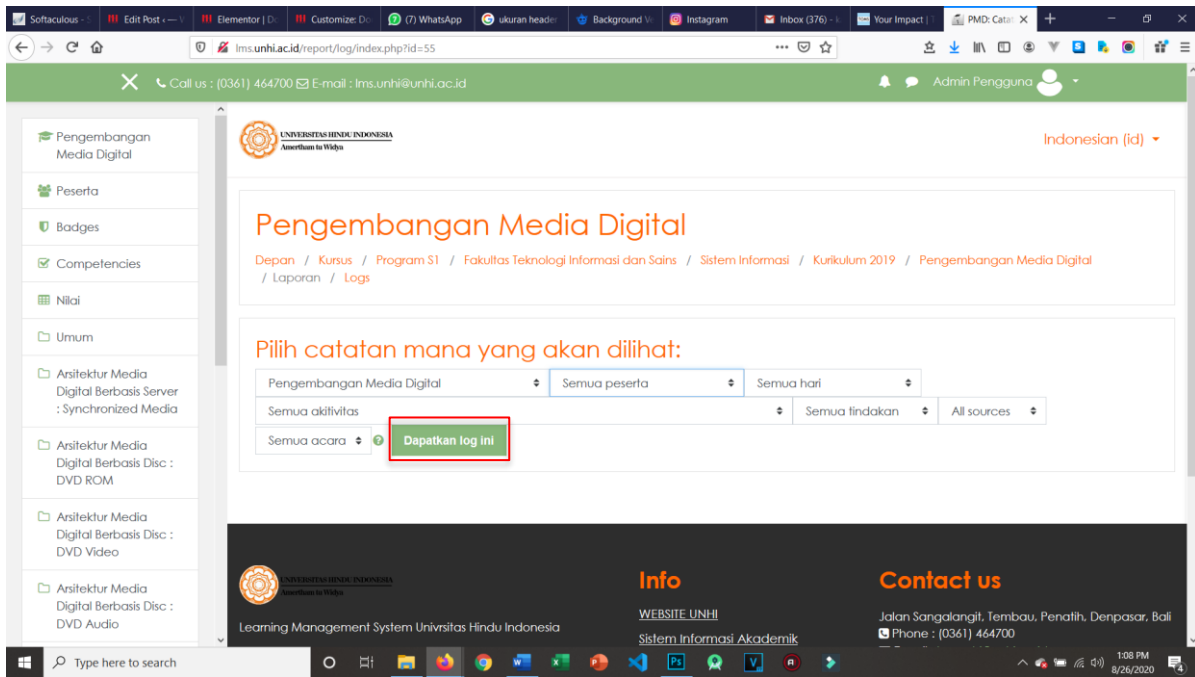 Softaculous - S
Edit Post ‹ — W
Elementor | Do
Customize: Do
(7) WhatsApp
ukuran header
Background W
Instagram
Inbox (376) - k
Your Impact | T
PMD: Catat
lms.unhi.ac.id/report/log/index.php?id=55
Call us : (0361) 464700 E-mail : lms.unhi@unhi.ac.id
Admin Pengguna
UNIVERSITAS HINDU INDONESIA
Amertham tu Widya
Indonesian (id)
Pengembangan
Media Digital
Peserta
Badges
Competencies
Nilai
Umum
Arsitektur Media
Digital Berbasis Server
: Synchronized Media
Arsitektur Media
Digital Berbasis Disc :
DVD ROM
Arsitektur Media
Digital Berbasis Disc :
DVD Video
Arsitektur Media
Digital Berbasis Disc :
DVD Audio
Pengembangan Media Digital
Depan / Kursus / Program S1 / Fakultas Teknologi Informasi dan Sains / Sistem Informasi / Kurikulum 2019 / Pengembangan Media Digital
/ Laporan / Logs
Pilih catatan mana yang akan dilihat:
Pengembangan Media Digital Semua peserta Semua hari
Semua akitivitas Semua tindakan All sources
Semua acara Dapatkan log ini
UNIVERSITAS HINDU INDONESIA
Amertham tu Widya
Learning Management System Univrsitas Hindu Indonesia
Info
WEBSITE UNHI
Sistem Informasi Akademik
Contact us
Jalan Sangalangit, Tembau, Penatih, Denpasar, Bali
Phone : (0361) 464700
Type here to search
1:08 PM
8/26/2020